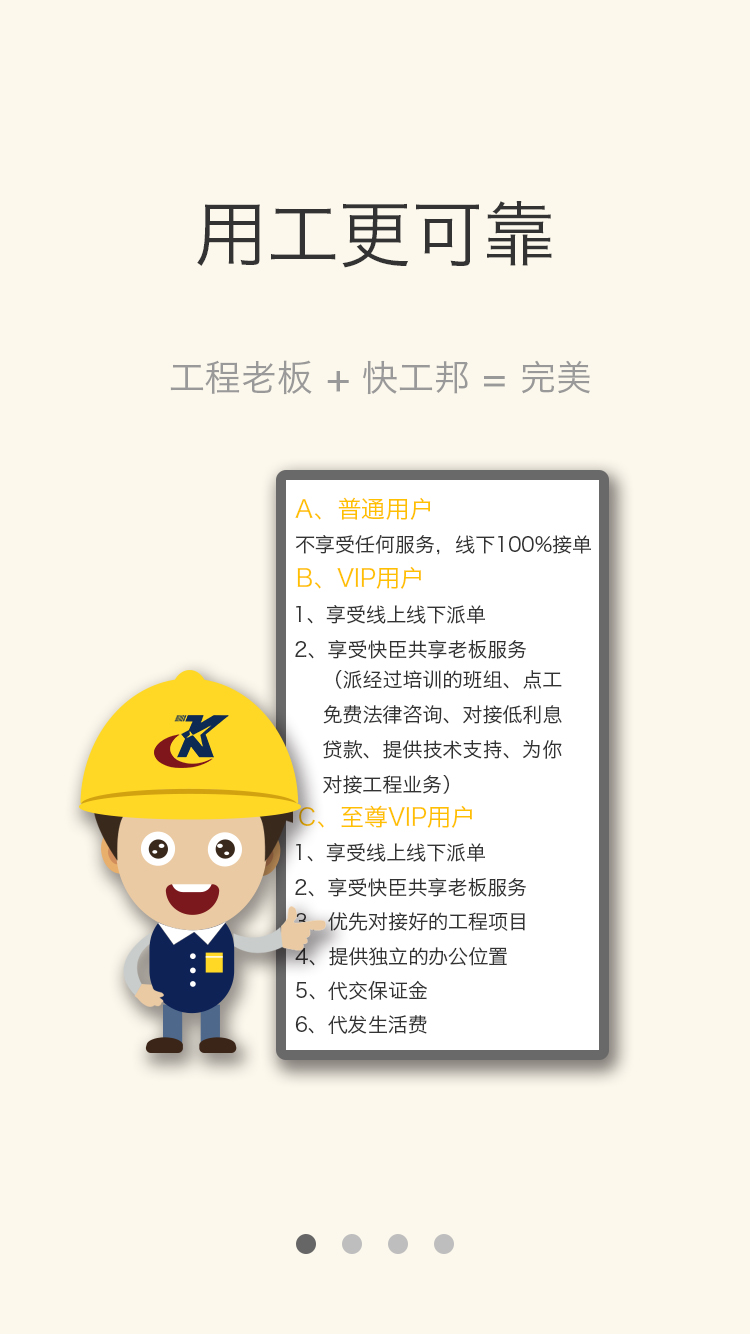 用工更可靠
工程老板 + 快工邦 = 完美
A、普通用户
不享受任何服务，线下100%接单
B、VIP用户
1、享受线上线下派单
2、享受快臣共享老板服务
（派经过培训的班组、点工
免费法律咨询、对接低利息
贷款、提供技术支持、为你
对接工程业务）
K
C、至尊VIP用户
1、享受线上线下派单
2、享受快臣共享老板服务
3、优先对接好的工程项目
4、提供独立的办公位置
5、代交保证金
6、代发生活费